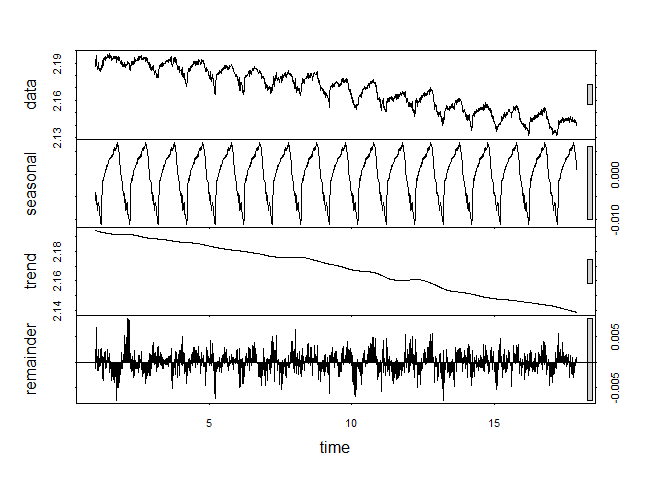 data
2.13 2.16 2.19
seasonal
-0.010 0.000
trend
2.14 2.16 2.18
remainder
-0.005 0.005
5 10 15
time